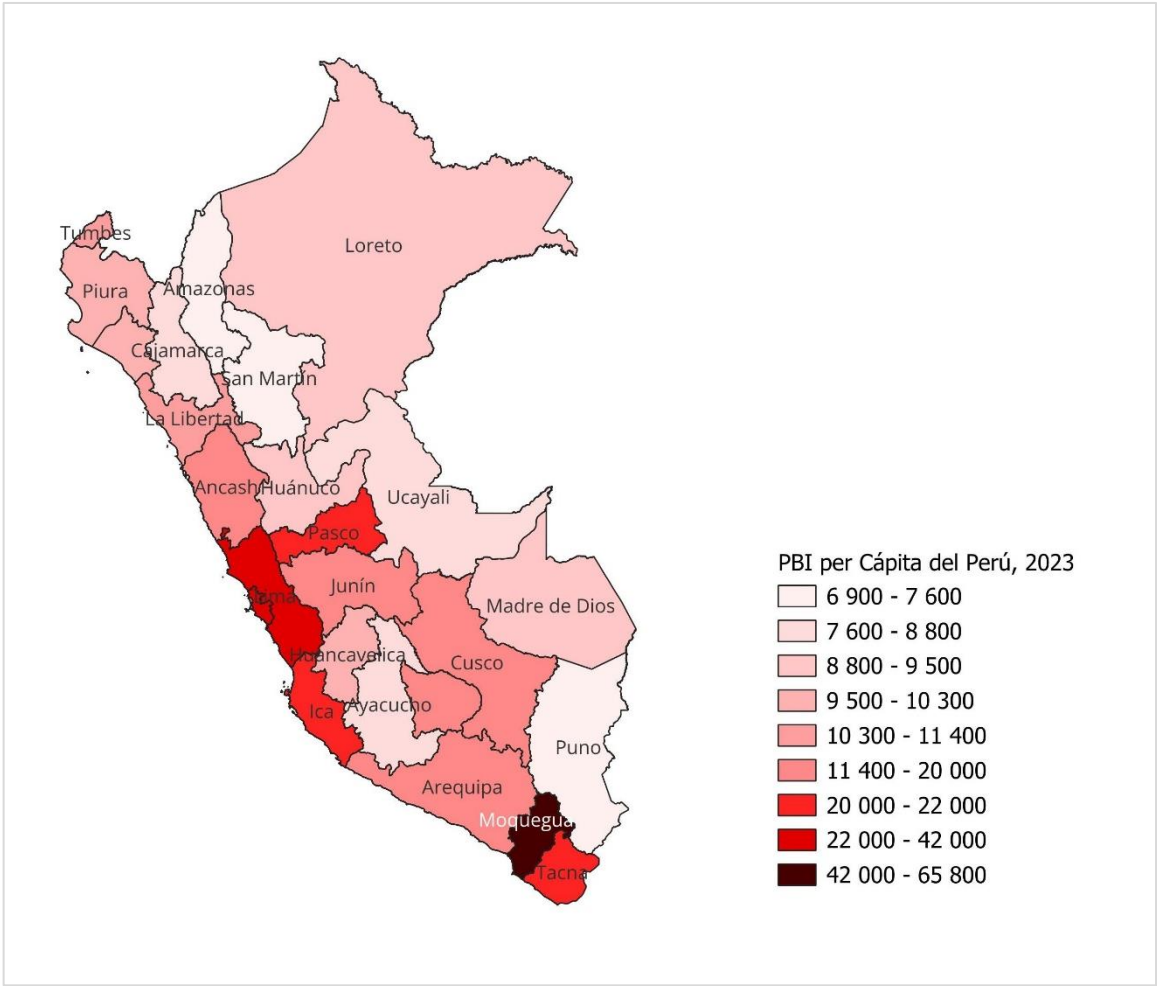 Tumbes
Loreto
Piura
Amazonas
Cajamarca
San Martín
La Libertad
Ancash
Huánuco
Ucayali
Pasco
Junín
Madre de Dios
Lima
Huancavelica
Cusco
Ayacucho
Ica
Puno
Arequipa
Moquegua
Tacna
PBI per Cápita del Perú, 2023
6 900 - 7 600
7 600 - 8 800
8 800 - 9 500
9 500 - 10 300
10 300 - 11 400
11 400 - 20 000
20 000 - 22 000
22 000 - 42 000
42 000 - 65 800